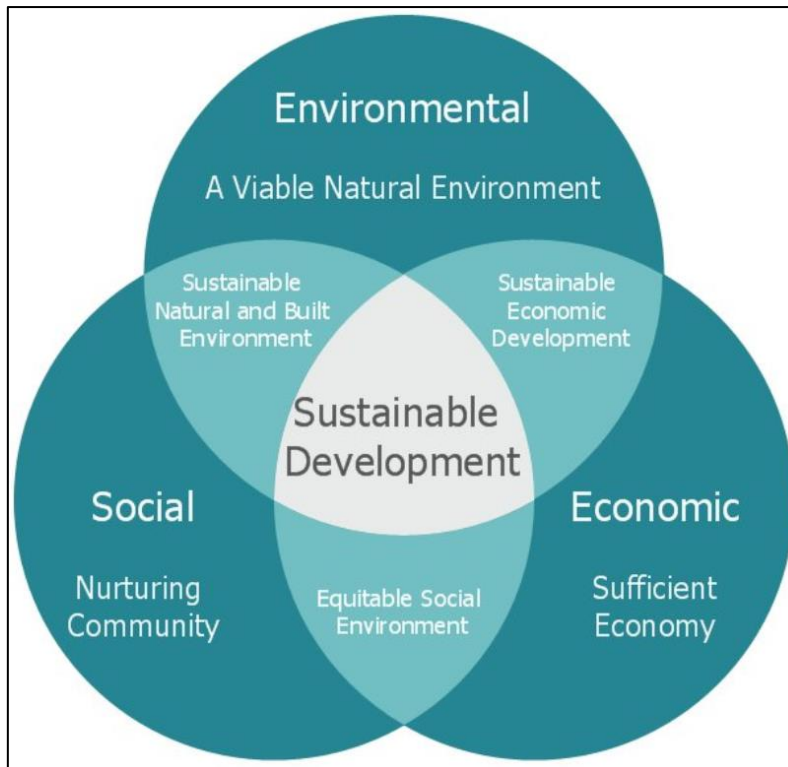 Environmental
A Viable Natural Environment
Sustainable
Natural and Built
Environment
Sustainable
Economic
Development
Sustainable
Development
Social
Nurturing
Community
Economic
Sufficient
Economy
Equitable Social
Environment